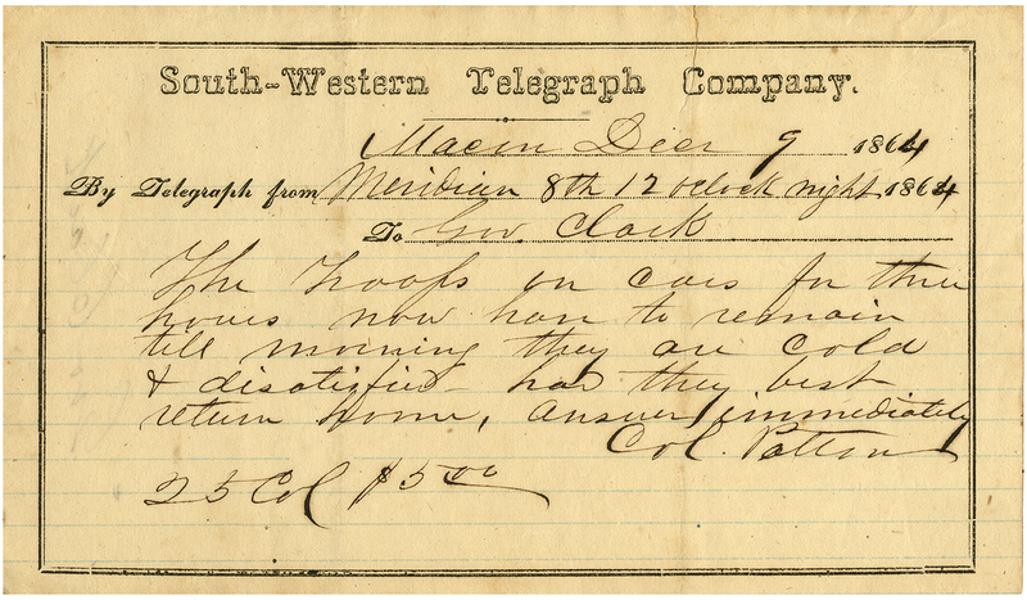 South-Western Telegraph Company.
Macon Decr 9 1864
By Telegraph from Meridian 8th 12 oclock night 1864
To Gov. Clark
The troops on cars for three
hours now have to remain
till morning they are cold
& disatisfied - had they best
return home, answer immediately
Col. Patton
25 Col $5 00